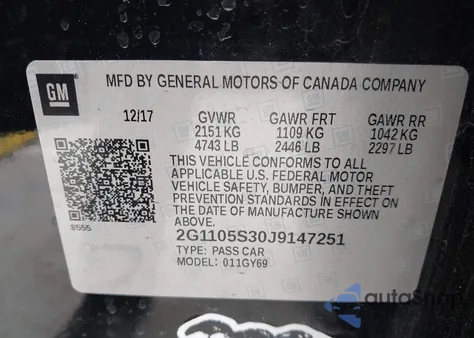 GM
MFD BY GENERAL MOTORS OF CANADA COMPANY
12/17 GVWR GAWR FRT GAWR RR
2151 KG 1109 KG 1042 KG
4743 LB 2446 LB 2297 LB
THIS VEHICLE CONFORMS TO ALL
APPLICABLE U.S. FEDERAL MOTOR
VEHICLE SAFETY, BUMPER, AND THEFT
PREVENTION STANDARDS IN EFFECT ON
THE DATE OF MANUFACTURE SHOWN ABOVE.
8555
2G1105S30J9147251
TYPE: PASS CAR
MODEL: 011GY69
autoSnap